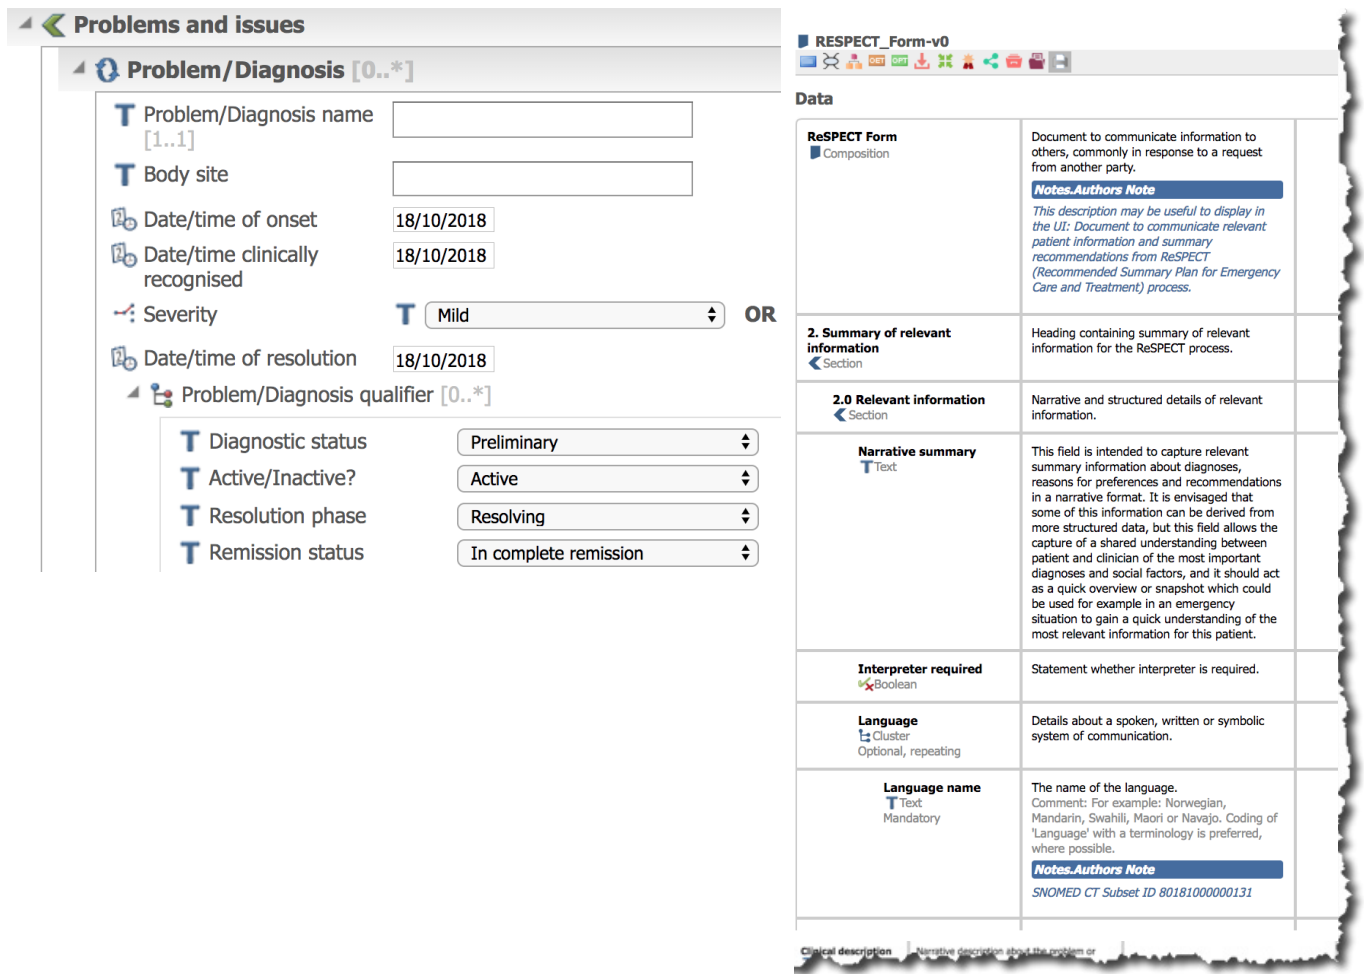 Problems and issues
Problem/Diagnosis [0..*]
Problem/Diagnosis name
[1..1]
Body site
Date/time of onset 18/10/2018
Date/time clinically 18/10/2018
recognised
Severity T Mild OR
Date/time of resolution 18/10/2018
Problem/Diagnosis qualifier [0..*]
Diagnostic status Preliminary
Active/Inactive? Active
Resolution phase Resolving
Remission status In complete remission
RESPECT_Form-v0
OET OPT
Data
ReSPECT Form
Composition
Document to communicate information to
others, commonly in response to a request
from another party.
Notes.Authors Note
This description may be useful to display in
the UI: Document to communicate relevant
patient information and summary
recommendations from ReSPECT
(Recommended Summary Plan for Emergency
Care and Treatment) process.
2. Summary of relevant
information
Section
Heading containing summary of relevant
information for the ReSPECT process.
2.0 Relevant information
Section
Narrative and structured details of relevant
information.
Narrative summary
Text
This field is intended to capture relevant
summary information about diagnoses,
reasons for preferences and recommendations
in a narrative format. It is envisaged that
some of this information can be derived from
more structured data, but this field allows the
capture of a shared understanding between
patient and clinician of the most important
diagnoses and social factors, and it should act
as a quick overview or snapshot which could
be used for example in an emergency
situation to gain a quick understanding of the
most relevant information for this patient.
Interpreter required
Boolean
Statement whether interpreter is required.
Language
Cluster
Optional, repeating
Details about a spoken, written or symbolic
system of communication.
Language name
Text
Mandatory
The name of the language.
Comment: For example: Norwegian,
Mandarin, Swahili, Maori or Navajo. Coding of
'Language' with a terminology is preferred,
where possible.
Notes.Authors Note
SNOMED CT Subset ID 80181000000131
Clinical description
Narrative description about the problem or